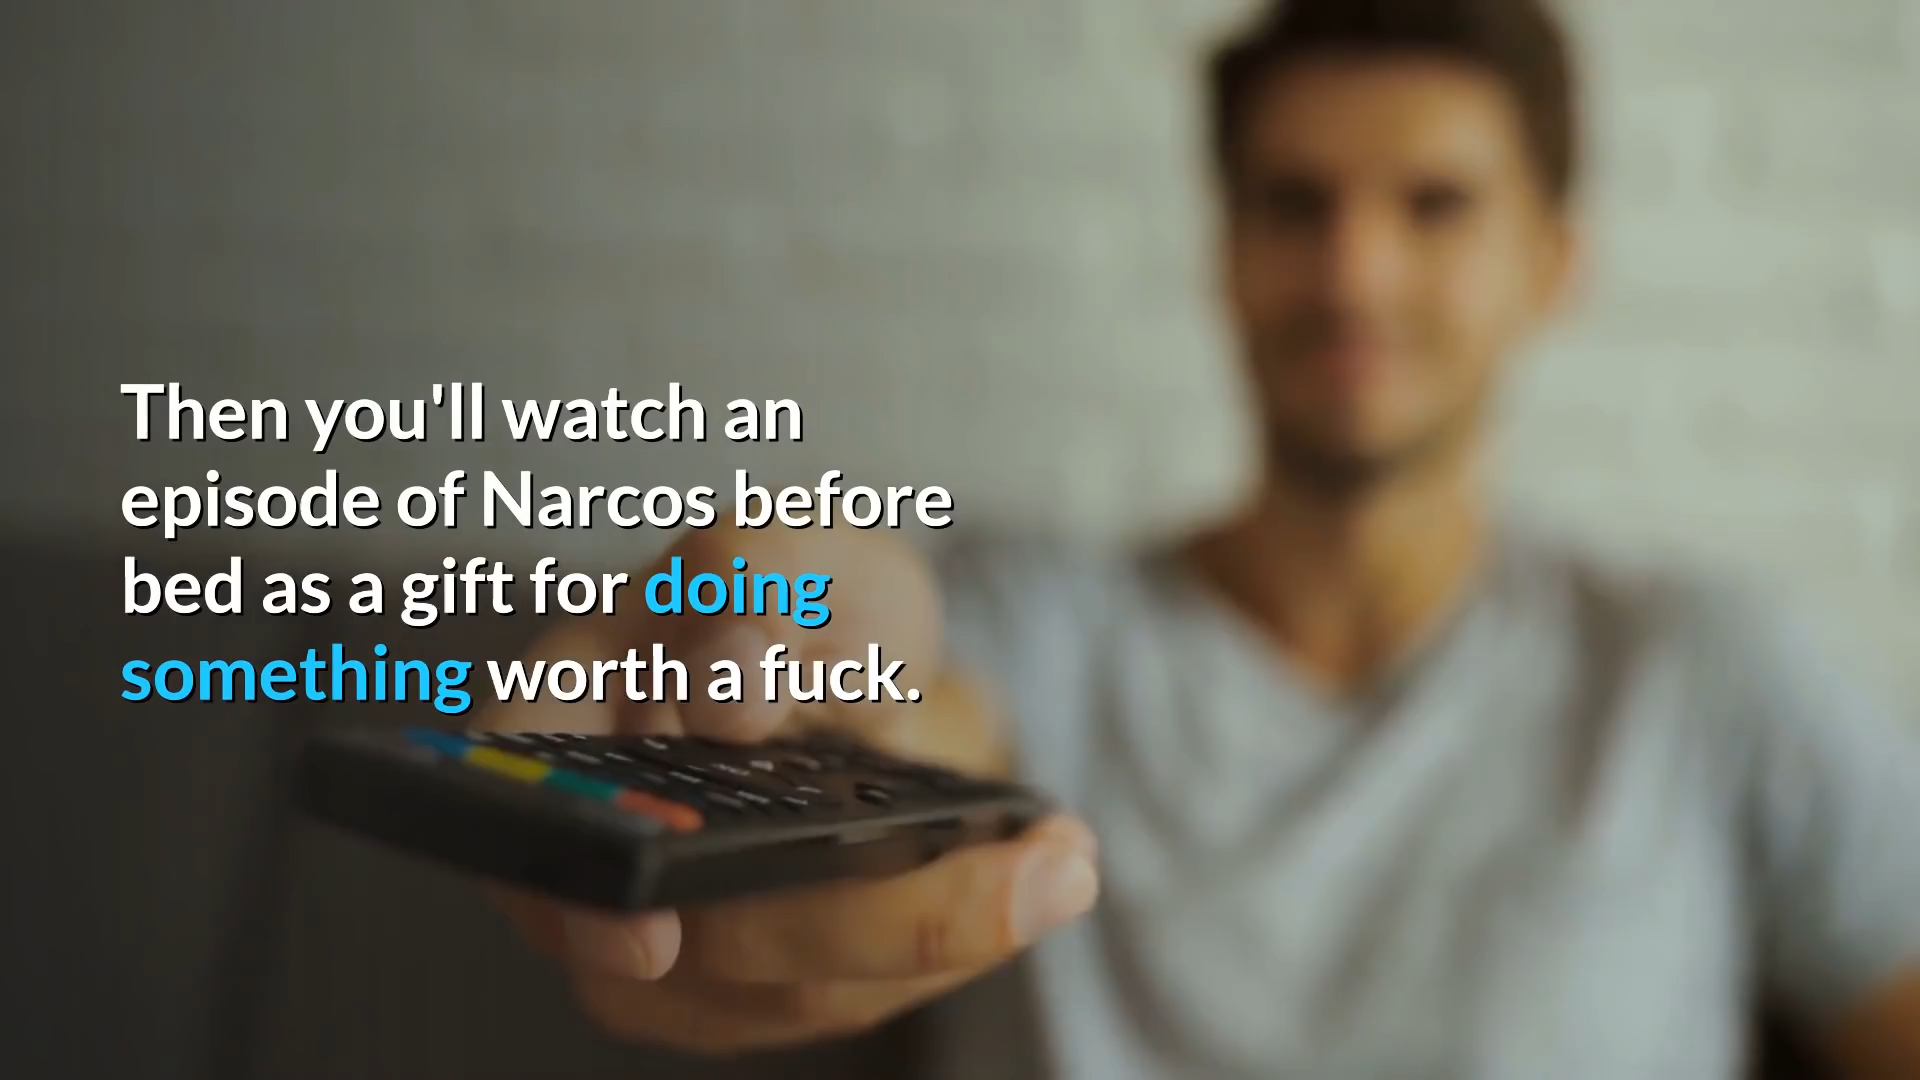 Then you'll watch an
episode of Narcos before
bed as a gift for doing
something worth a fuck.